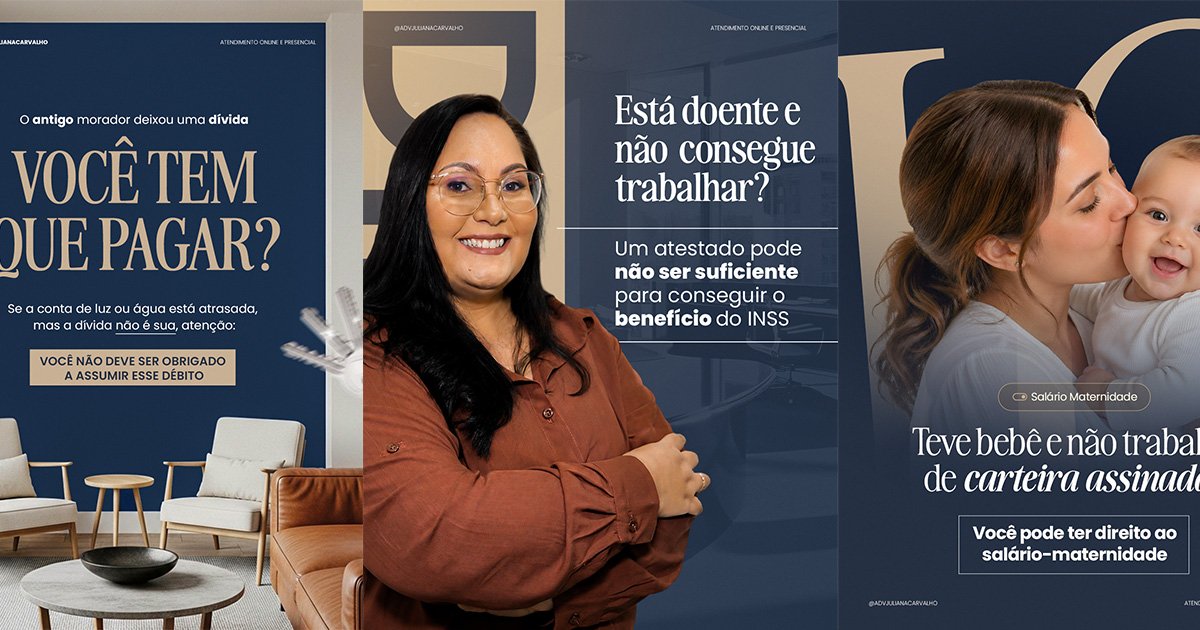 LIANACARVALHO
ATENDIMENTO ONLINE E PRESENCIAL
O antigo morador deixou uma dívida
VOCÊ TEM
QUE PAGAR?
Se a conta de luz ou água está atrasada,
mas a dívida não é sua, atenção:
VOCÊ NÃO DEVE SER OBRIGADO
A ASSUMIR ESSE DÉBITO
@ADVJULIANACARVALHO
ATENDIMENTO ONLINE E PRESENCIAL
Está doente e
não consegue
trabalhar?
Um atestado pode
não ser suficiente
para conseguir o
benefício do INSS
Salário Maternidade
Teve bebê e não trabal
de carteira assinad
Você pode ter direito ao
salário-maternidade
@ADVJULIANACARVALHO
ATEN